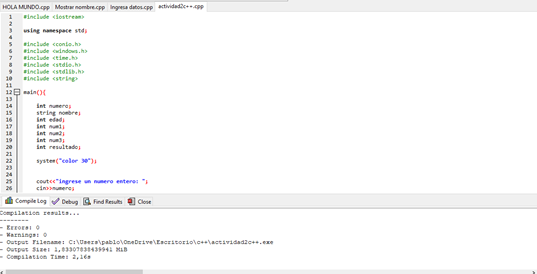 HOLA MUNDO.cpp Mostrar nombre.cpp Ingresa datos.cpp actividad2c++.cpp
1 #include <iostream>
2
3 using namespace std;
4
5 #include <conio.h>
6 #include <windows.h>
7 #include <time.h>
8 #include <stdio.h>
9 #include <stdlib.h>
10 #include <string>
11
12 main(){
13
14 int numero;
15 string nombre;
16 int edad;
17 int num1;
18 int num2;
19 int num3;
20 int resultado;
21
22 system("color 30");
23
24
25 cout<<"ingrese un numero entero: ";
26 cin>>numero;
Compile Log Debug Find Results Close
Compilation results...
--------
- Errors: 0
- Warnings: 0
- Output Filename: C:\Users\pablo\OneDrive\Escritorio\c++\actividad2c++.exe
- Output Size: 1,83307838439941 MiB
- Compilation Time: 2,16s